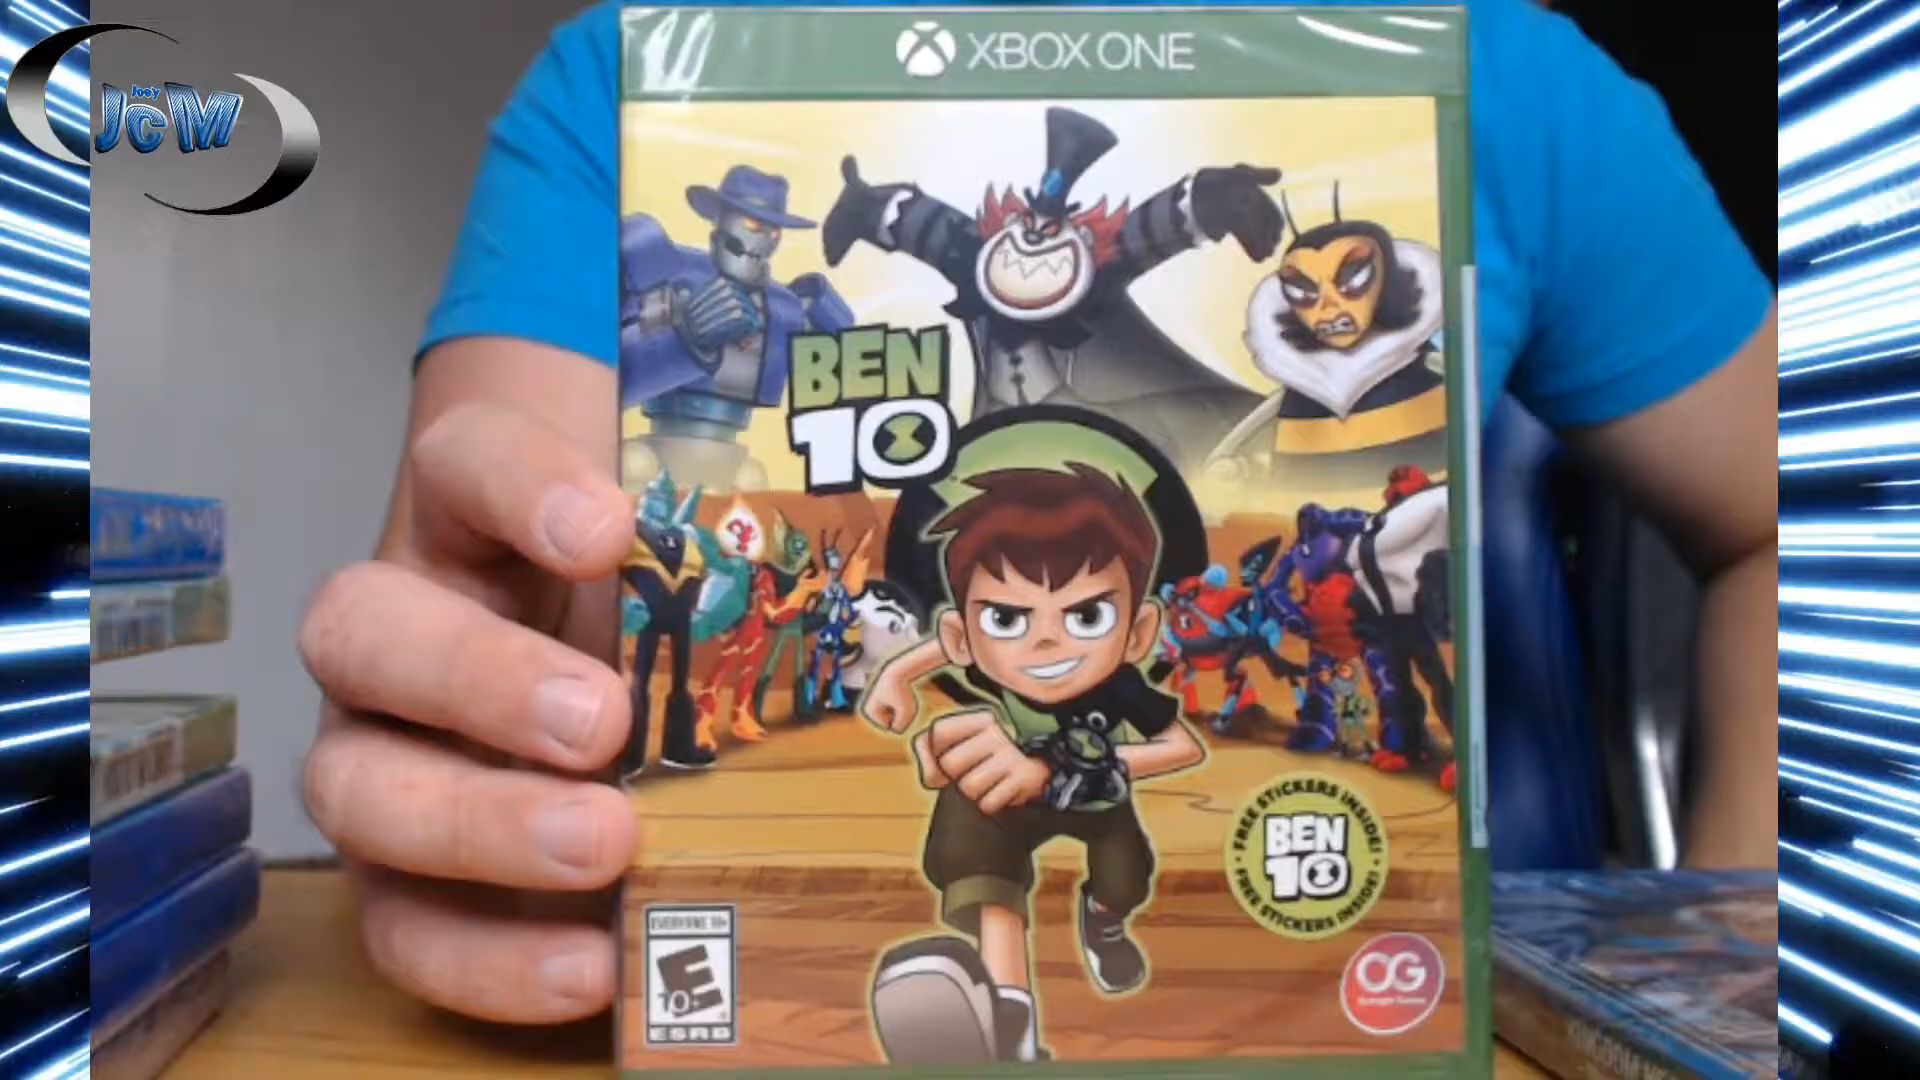 Joey
JCM
XBOX ONE
BEN
10
FREE STICKERS INSIDE!
BEN
10
FREE STICKERS INSIDE!
EVERYONE 10+
E
10+
ESRB
OG
KINGDOM